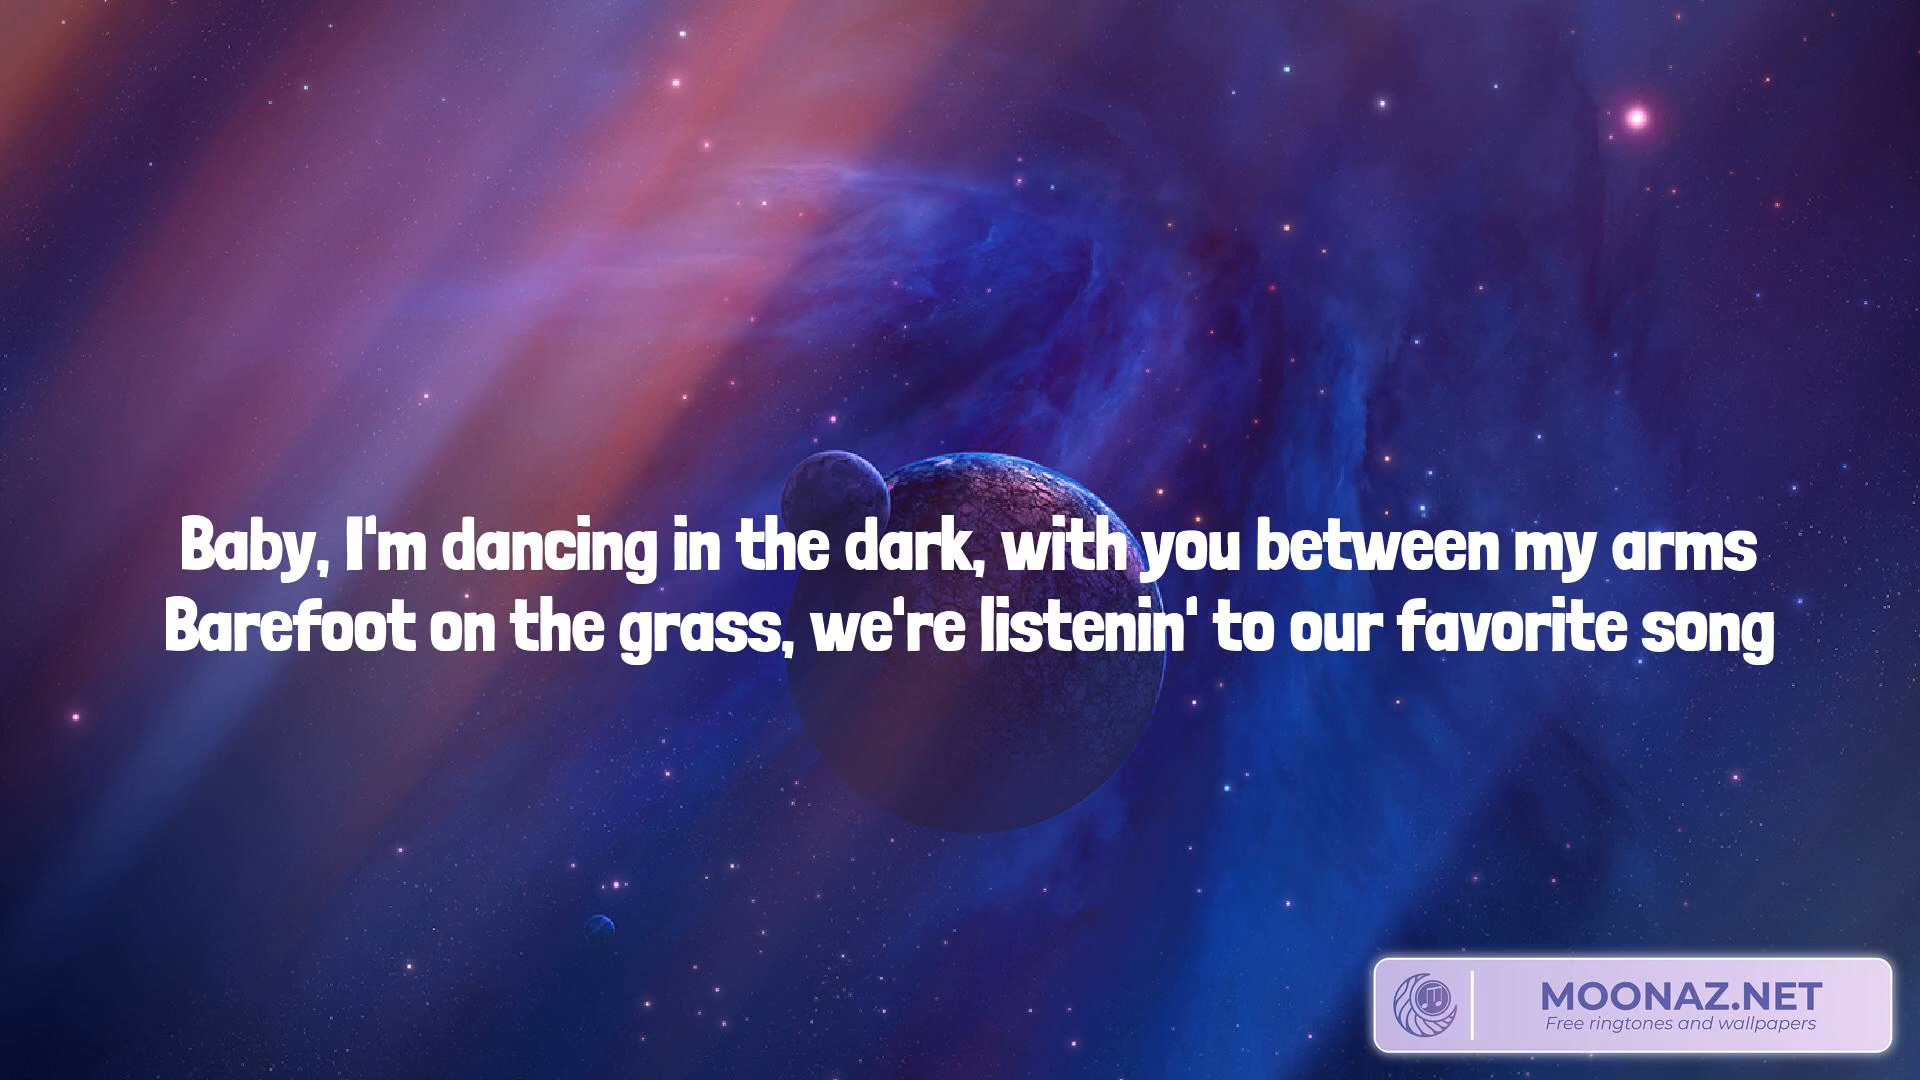 Baby, I'm dancing in the dark, with you between my arms
Barefoot on the grass, we're listenin' to our favorite song
MOONAZ.NET
Free ringtones and wallpapers